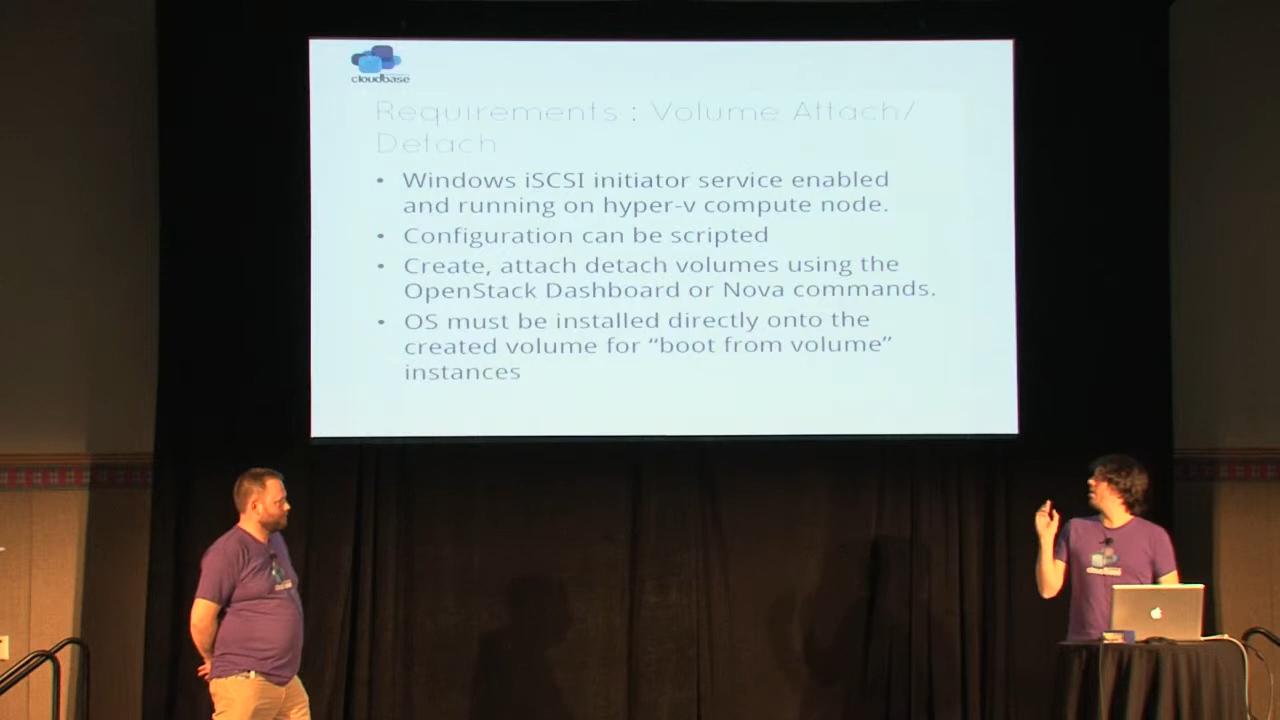 cloudbase
Requirements : Volume Attach/
Detach
• Windows iSCSI initiator service enabled
and running on hyper-v compute node.
• Configuration can be scripted
• Create, attach detach volumes using the
OpenStack Dashboard or Nova commands.
• OS must be installed directly onto the
created volume for “boot from volume”
instances